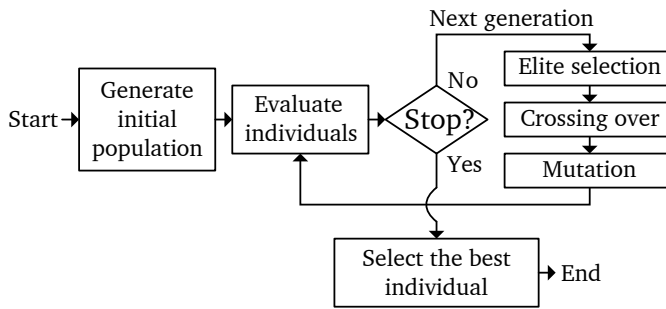 Start
Generate
initial
population
Evaluate
individuals
Stop?
No
Yes
Next generation
Elite selection
Crossing over
Mutation
Select the best
individual
End